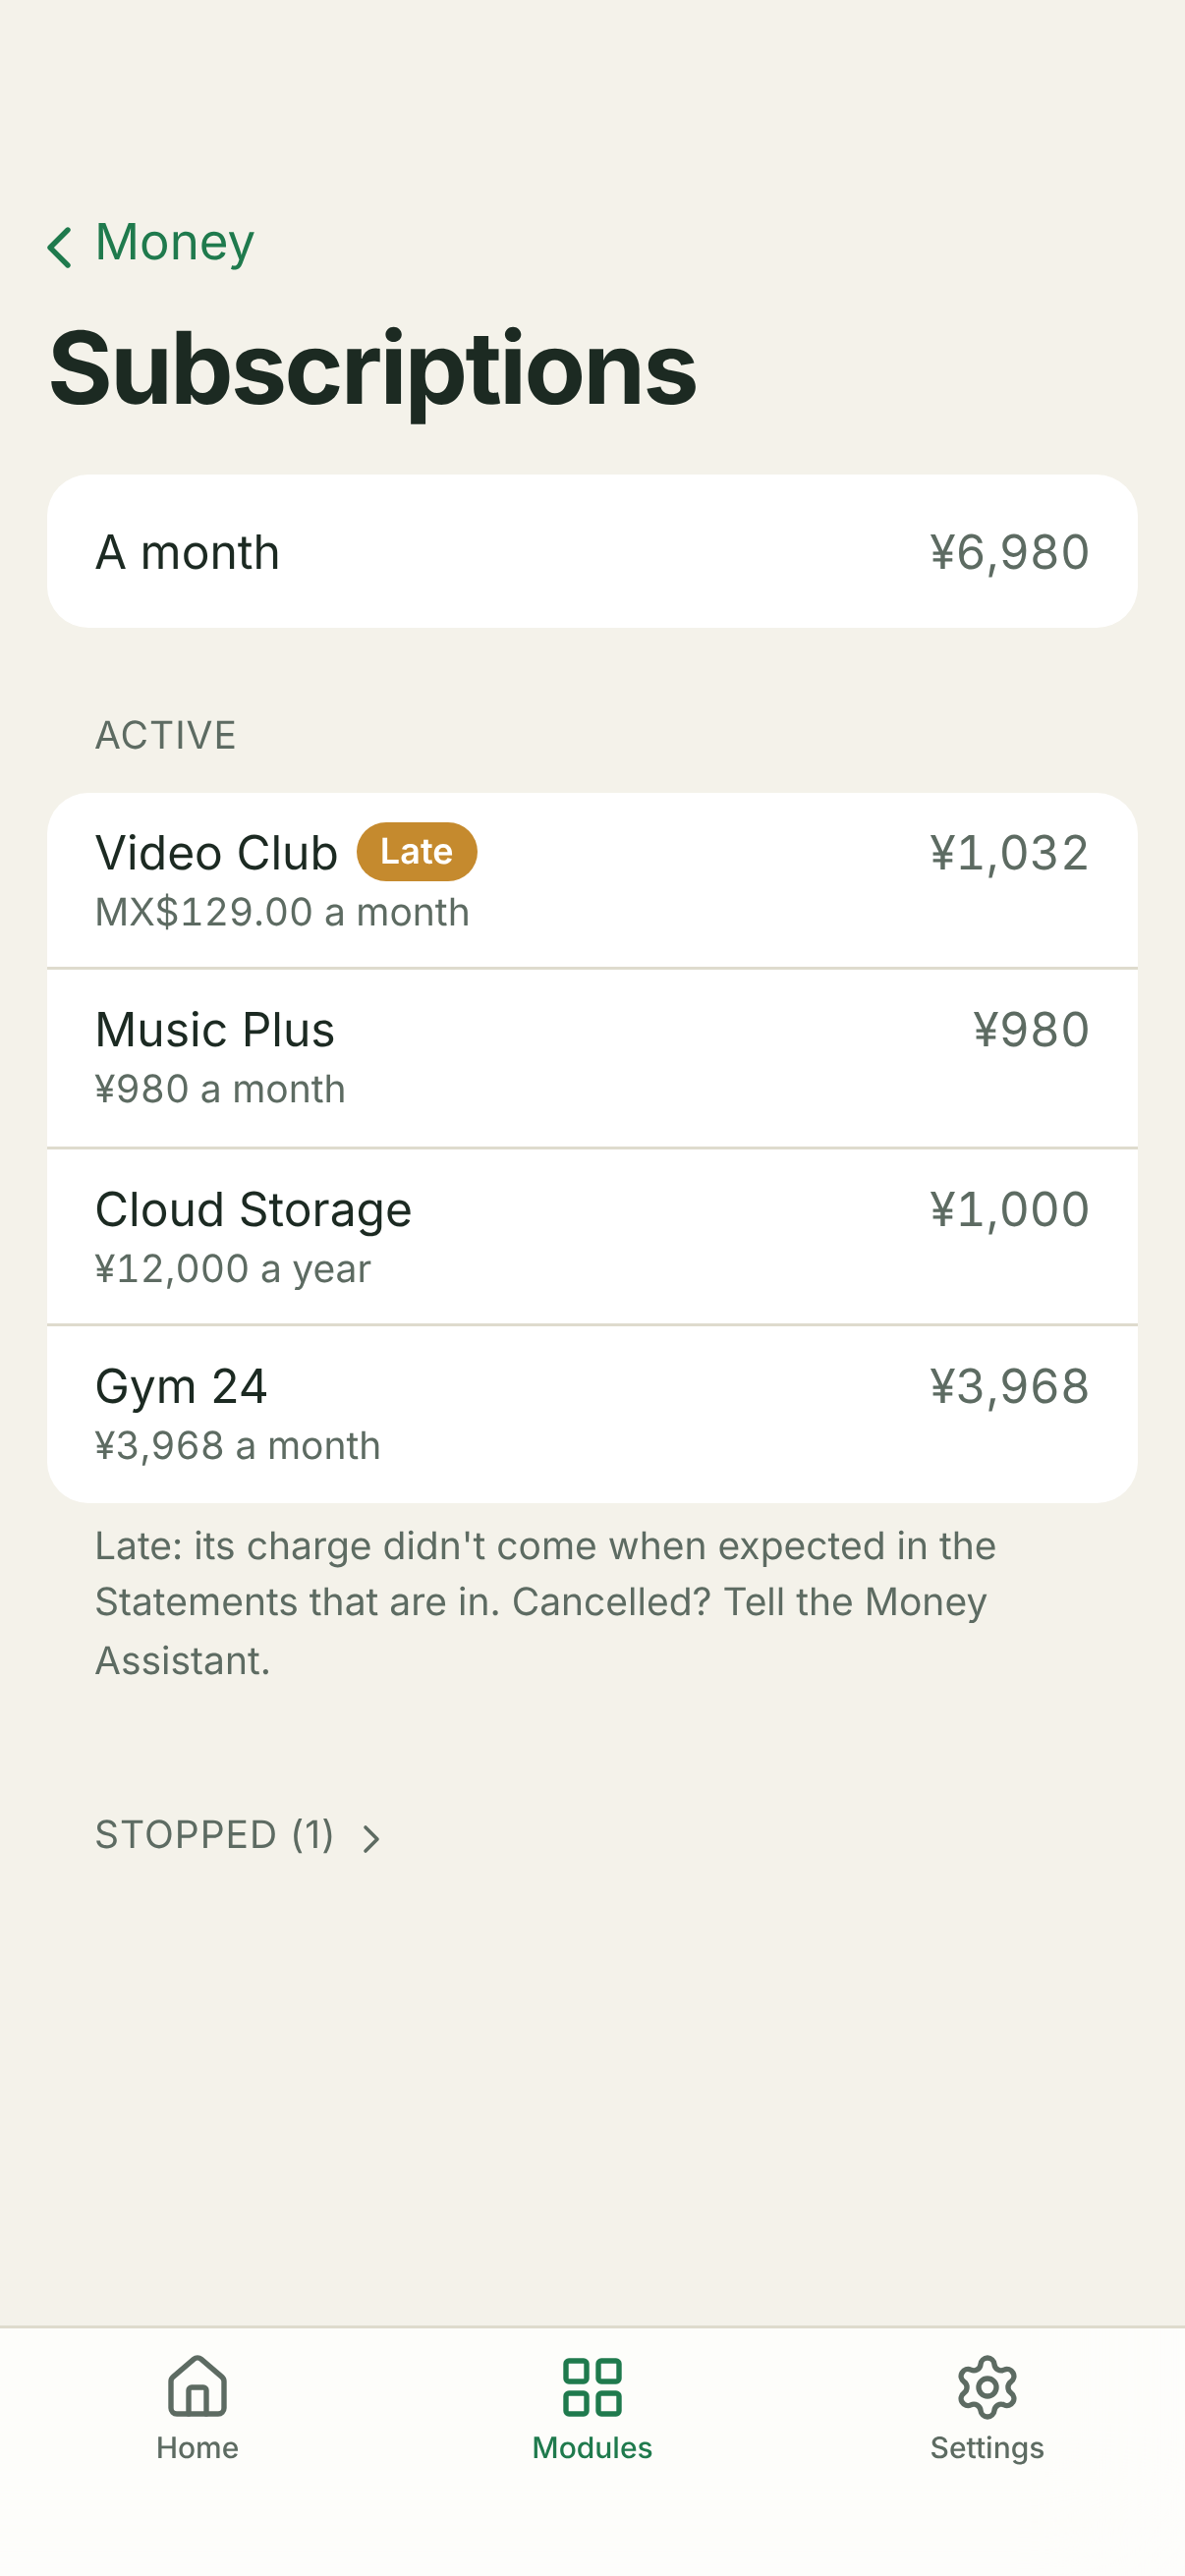 Money
Subscriptions
A month ¥6,980
ACTIVE
Video Club Late ¥1,032
MX$129.00 a month
Music Plus ¥980
¥980 a month
Cloud Storage ¥1,000
¥12,000 a year
Gym 24 ¥3,968
¥3,968 a month
Late: its charge didn't come when expected in the
Statements that are in. Cancelled? Tell the Money
Assistant.
STOPPED (1)
Home Modules Settings